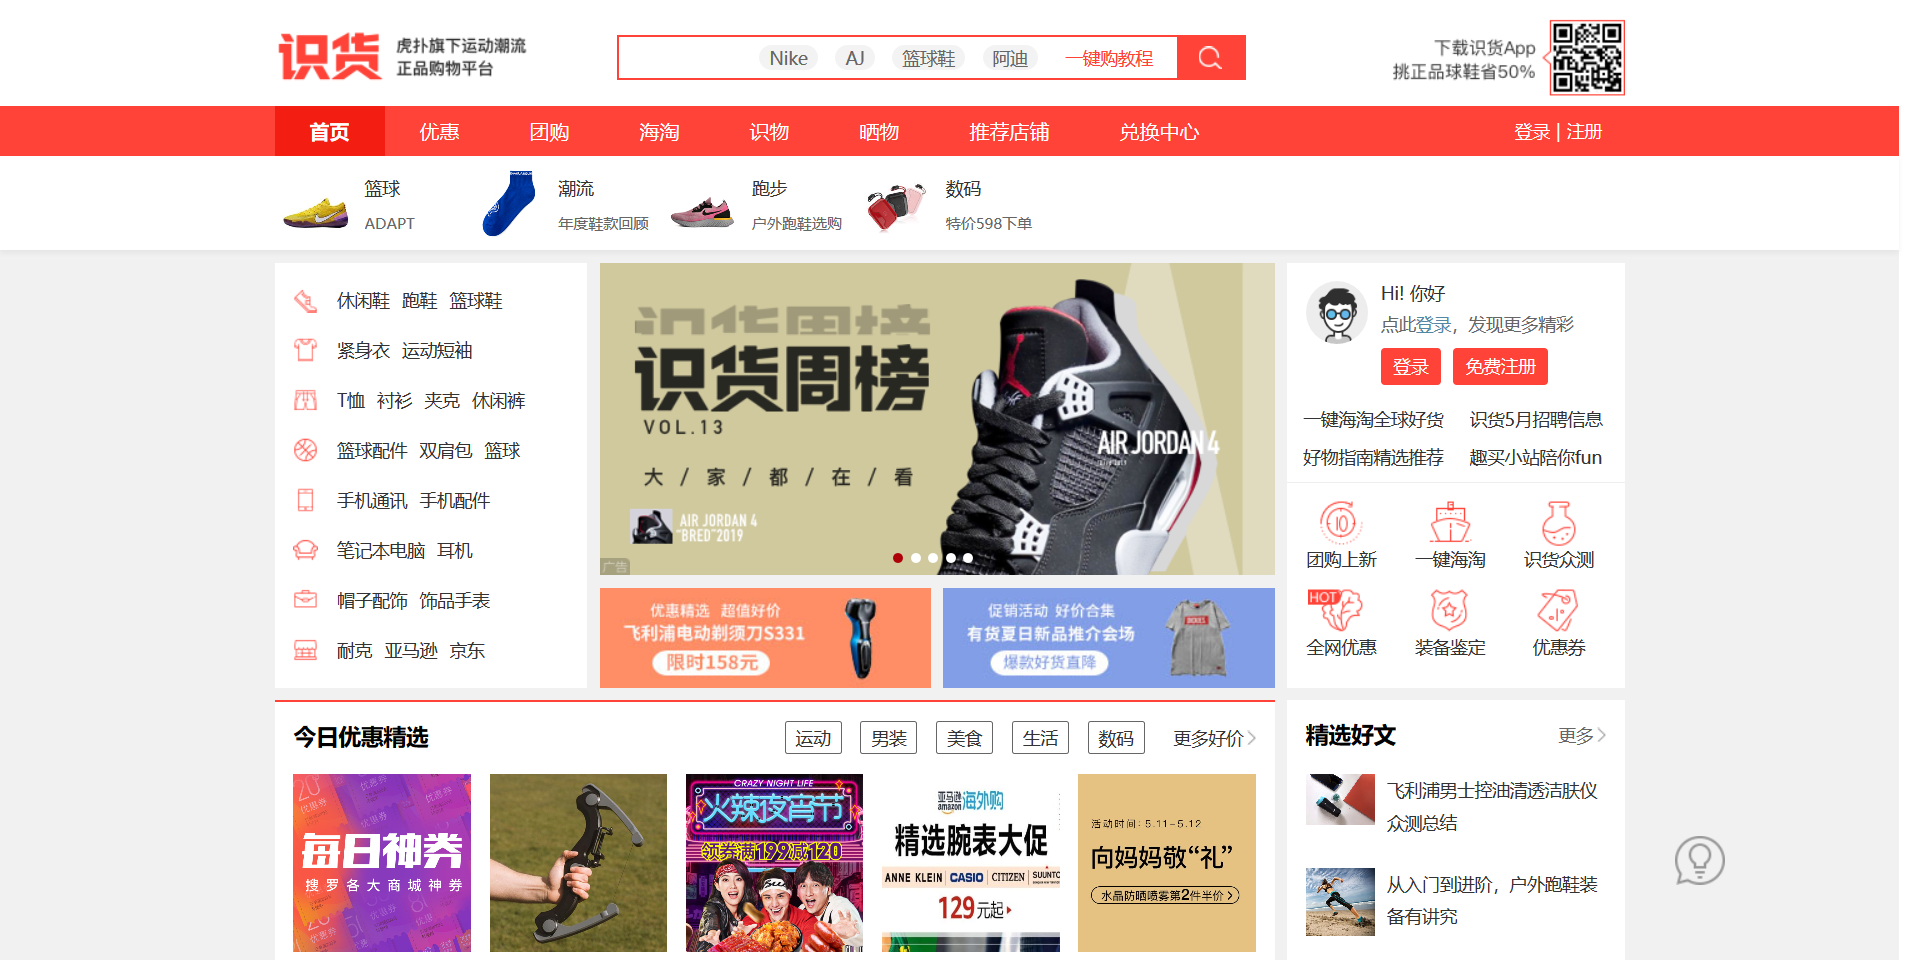 识货
虎扑旗下运动潮流
正品购物平台
Nike AJ 篮球鞋 阿迪 一键购教程
下载识货App
挑正品球鞋省50%
首页 优惠 团购 海淘 识物 晒物 推荐店铺 兑换中心 登录 | 注册
篮球
ADAPT
潮流
年度鞋款回顾
跑步
户外跑鞋选购
数码
特价598下单
休闲鞋 跑鞋 篮球鞋
紧身衣 运动短袖
T恤 衬衫 夹克 休闲裤
篮球配件 双肩包 篮球
手机通讯 手机配件
笔记本电脑 耳机
帽子配饰 饰品手表
耐克 亚马逊 京东
识货周榜
识货周榜
VOL.13
大 / 家 / 都 / 在 / 看
AIR JORDAN 4
"BRED"2019
AIR JORDAN 4
广告
优惠精选 超值好价
飞利浦电动剃须刀S331
限时158元
促销活动 好价合集
有货夏日新品推介会场
爆款好货直降
Hi! 你好
点此登录，发现更多精彩
登录 免费注册
一键海淘全球好货 识货5月招聘信息
好物指南精选推荐 趣买小站陪你fun
10
团购上新 一键海淘 识货众测
HOT
全网优惠 装备鉴定 优惠券
今日优惠精选 运动 男装 美食 生活 数码 更多好价
每日神券
搜罗各大商城神券
CRAZY NIGHT LIFE
火辣夜宵节
领券满199减120
亚马逊
amazon 海外购
精选腕表大促
ANNE KLEIN CASIO CITIZEN SUUNTO
129元起
活动时间：5.11-5.12
向妈妈敬“礼”
水晶防晒喷雾第2件半价
精选好文 更多
飞利浦男士控油清透洁肤仪
众测总结
从入门到进阶，户外跑鞋装
备有讲究